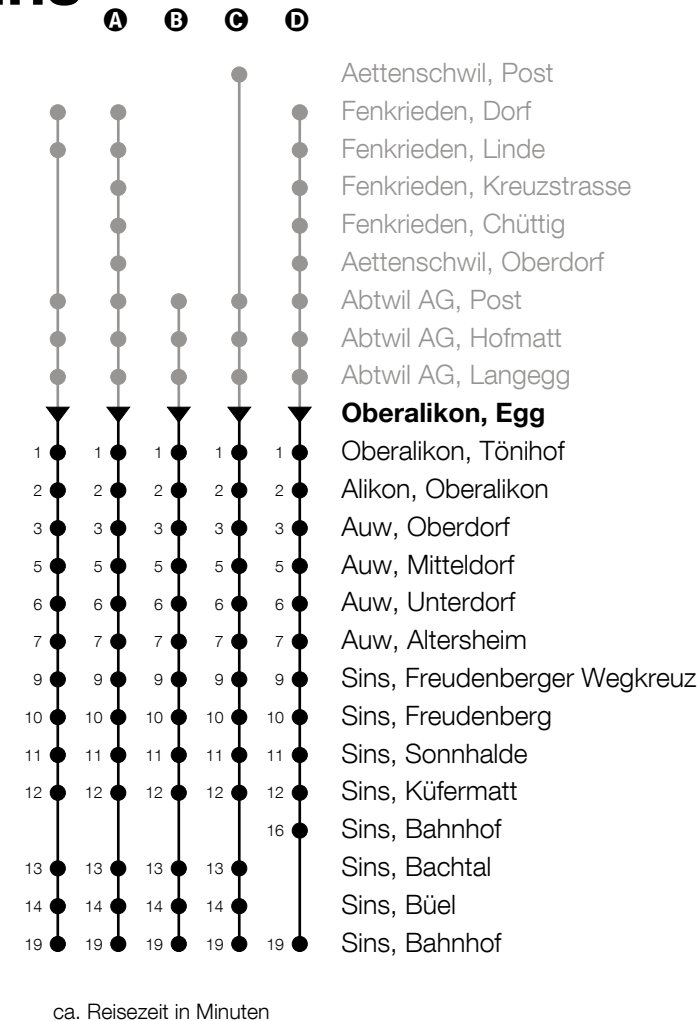 A B C D
Aettenschwil, Post
Fenkrieden, Dorf
Fenkrieden, Linde
Fenkrieden, Kreuzstrasse
Fenkrieden, Chüttig
Aettenschwil, Oberdorf
Abtwil AG, Post
Abtwil AG, Hofmatt
Abtwil AG, Langegg
Oberalikon, Egg
1 1 1 1 1 Oberalikon, Tönihof
2 2 2 2 2 Alikon, Oberalikon
3 3 3 3 3 Auw, Oberdorf
5 5 5 5 5 Auw, Mitteldorf
6 6 6 6 6 Auw, Unterdorf
7 7 7 7 7 Auw, Altersheim
9 9 9 9 9 Sins, Freudenberger Wegkreuz
10 10 10 10 10 Sins, Freudenberg
11 11 11 11 11 Sins, Sonnhalde
12 12 12 12 12 Sins, Küfermatt
16 Sins, Bahnhof
13 13 13 13 Sins, Bachtal
14 14 14 14 Sins, Büel
19 19 19 19 19 Sins, Bahnhof
ca. Reisezeit in Minuten